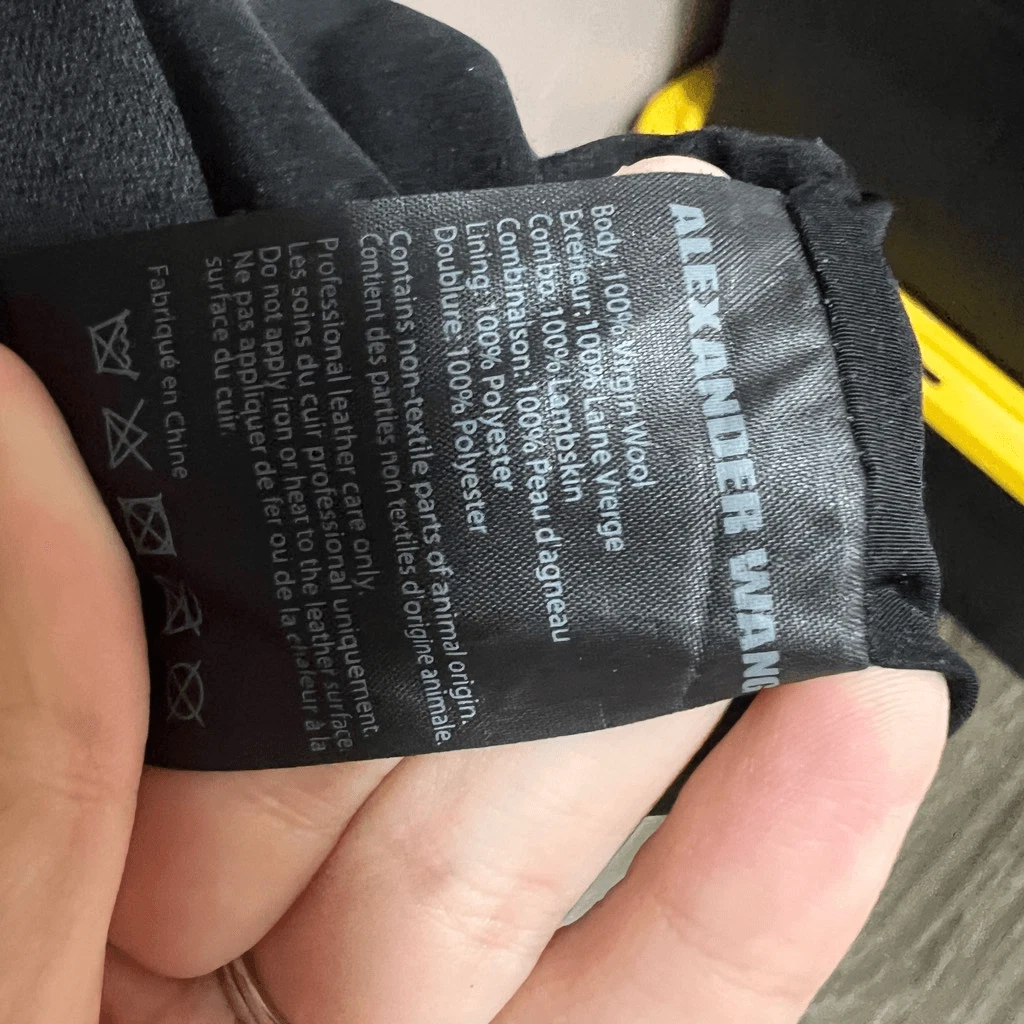 ALEXANDER WANG
Body: 100% Virgin Wool
Extérieur: 100% Laine Vierge
Combo: 100% Lambskin
Combinaison: 100% Peau d'agneau
Lining: 100% Polyester
Doublure: 100% Polyester
Contains non-textile parts of animal origin.
Contient des parties non textiles d'origine animale.
Professional leather care only.
Les soins du cuir professionnel uniquement.
Do not apply iron or heat to the leather surface.
Ne pas appliquer de fer ou de la chaleur à la
surface du cuir.
Fabriqué en Chine